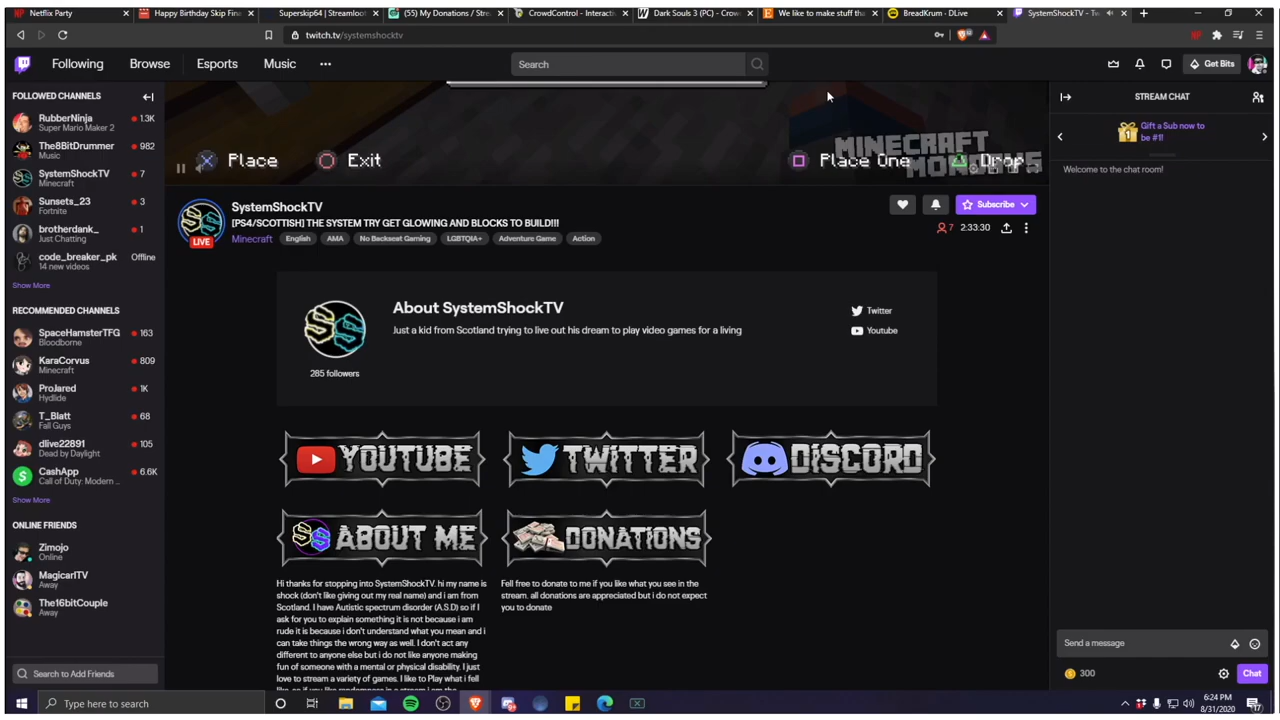 Netflix Party
Happy Birthday Skip Fina
Superskip64 | Streamloot
(55) My Donations / Stre
CrowdControl - Interacti
Dark Souls 3 (PC) - Crow
We like to make stuff tha
BreadKrum - DLive
SystemShockTV - Tw
twitch.tv/systemshocktv
Following
Browse
Esports
Music
Search
Get Bits
FOLLOWED CHANNELS
RubberNinja
1.3K
Super Mario Maker 2
The8BitDrummer
982
Music
SystemShockTV
7
Minecraft
Sunsets_23
3
Fortnite
brotherdank_
1
Just Chatting
code_breaker_pk
Offline
14 new videos
Show More
RECOMMENDED CHANNELS
SpaceHamsterTFG
163
Bloodborne
KaraCorvus
809
Minecraft
ProJared
1K
Hydlide
T_Blatt
68
Fall Guys
dlive22891
105
Dead by Daylight
CashApp
6.6K
Call of Duty: Modern ...
Show More
ONLINE FRIENDS
Zimojo
Online
MagicarlTV
Away
The16bitCouple
Away
Search to Add Friends
Place
Exit
Place One
Drop
MINECRAFT
MONDAYS
SystemShockTV
[PS4/SCOTTISH] THE SYSTEM TRY GET GLOWING AND BLOCKS TO BUILD!!!
Minecraft
English
AMA
No Backseat Gaming
LGBTQIA+
Adventure Game
Action
LIVE
Subscribe
7
2:33:30
About SystemShockTV
Just a kid from Scotland trying to live out his dream to play video games for a living
285 followers
Twitter
Youtube
YOUTUBE
TWITTER
DISCORD
ABOUT ME
DONATIONS
Hi thanks for stopping into SystemShockTV. hi my name is
shock (don't like giving out my real name) and i am from
Scotland. I have Autistic spectrum disorder (A.S.D) so if I
ask for you to explain something it is not because i am
rude it is because i don't understand what you mean and i
can take things the wrong way as well. I don't act any
different to anyone else but i do not like anyone making
fun of someone with a mental or physical disability. I just
love to stream a variety of games. I like to Play what i fell
Fell free to donate to me if you like what you see in the
stream. all donations are appreciated but i do not expect
you to donate
STREAM CHAT
Gift a Sub now to
be #1!
1
Welcome to the chat room!
Send a message
300
Chat
Type here to search
6:24 PM
8/31/2020
17